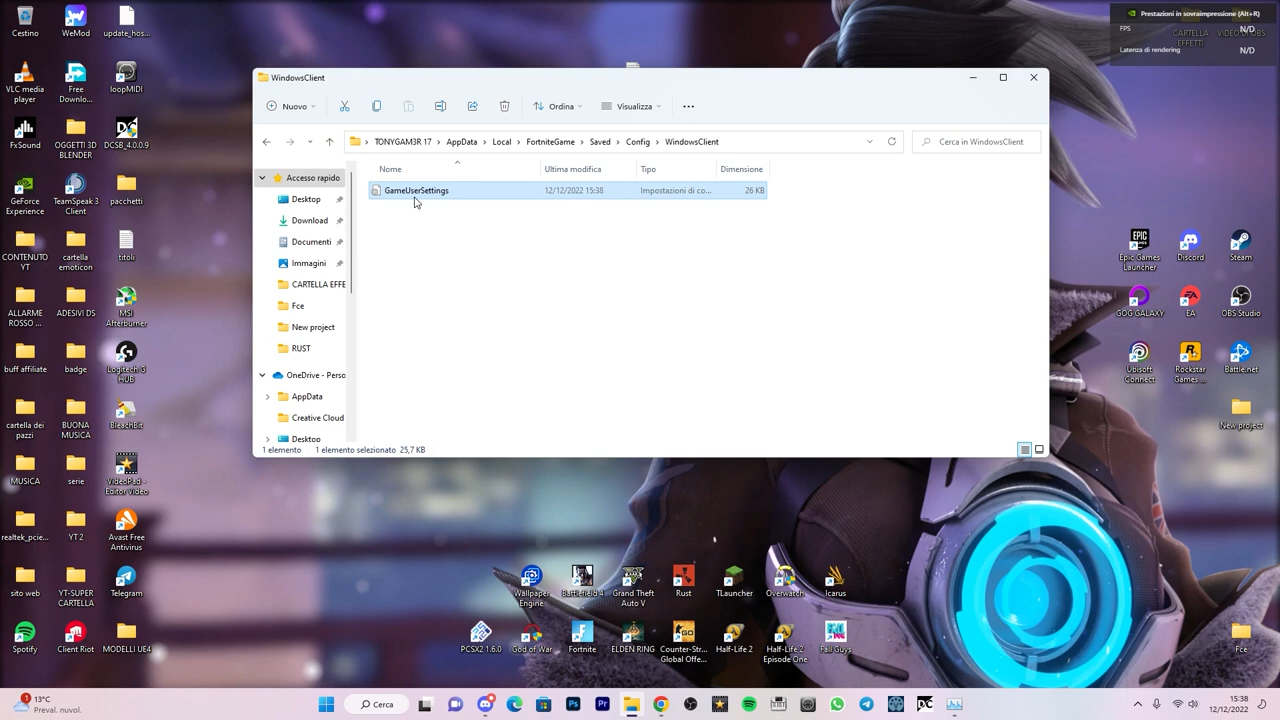 Cestino
WeMod
update_hos...
VLC media player
Free Downlo...
loopMIDI
FxSound
OGGETTI 3D BLENDER
DCSB_4.0.0.9
GeForce Experience
TeamSpeak 3 Client
pacchetti
CONTENUTO YT
cartella emoticon
titoli
ALLARME ROSSO ...
ADESIVI DS
MSI Afterburner
buff affiliate
badge
Logitech G HUB
cartella dei pazzi
BUONA MUSICA
BleachBit
MUSICA
serie
VideoPad - Editor Video
realtek_pcie...
YT 2
Avast Free Antivirus
sito web
YT-SUPER CARTELLA
Telegram
Spotify
Client Riot
MODELLI UE4
Prestazioni in sovraimpressione (Alt+R)
FPS N/D
Latenza di rendering N/D
CARTELLA EFFETTI
WindowsClient
Nuovo
Ordina
Visualizza
TONYGAM3R 17 > AppData > Local > FortniteGame > Saved > Config > WindowsClient
Cerca in WindowsClient
Nome Ultima modifica Tipo Dimensione
GameUserSettings 12/12/2022 15:38 Impostazioni di co... 26 KB
Accesso rapido
Desktop
Download
Documenti
Immagini
CARTELLA EFFE
Fce
New project
RUST
OneDrive - Perso
AppData
Creative Cloud
Desktop
1 elemento 1 elemento selezionato 25,7 KB
Epic Games Launcher
Discord
Steam
GOG GALAXY
EA
OBS Studio
Ubisoft Connect
Rockstar Games ...
Battle.net
New project
Wallpaper Engine
Battlefield 4
Grand Theft Auto V
Rust
TLauncher
Overwatch
Icarus
PCSX2 1.6.0
God of War
Fortnite
ELDEN RING
Counter-Str... Global Offe...
Half-Life 2
Half-Life 2 Episode One
Fall Guys
Fce
13°C
Preval. nuvol.
Cerca
15:38
12/12/2022